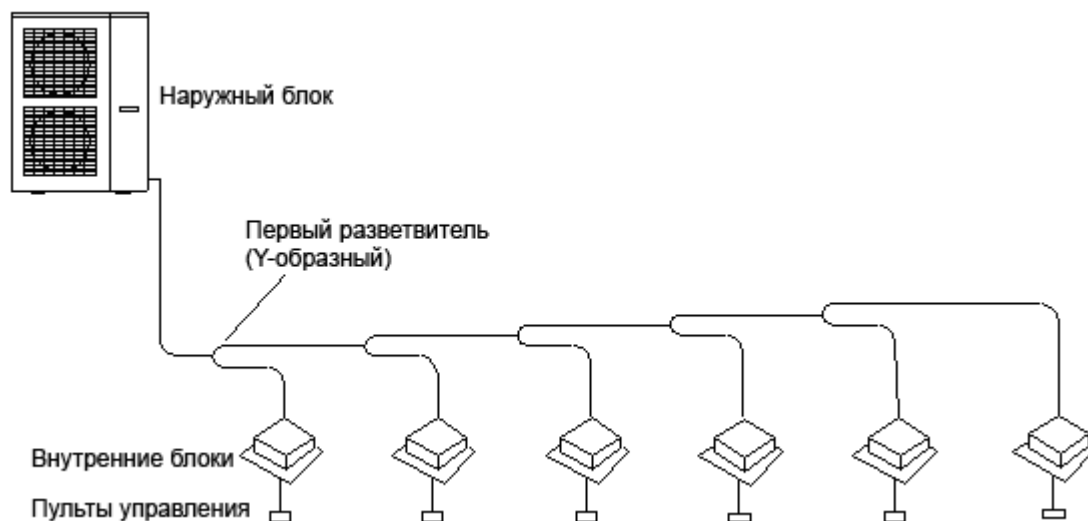 Наружный блок
Первый разветвитель
(Y-образный)
Внутренние блоки
Пульты управления